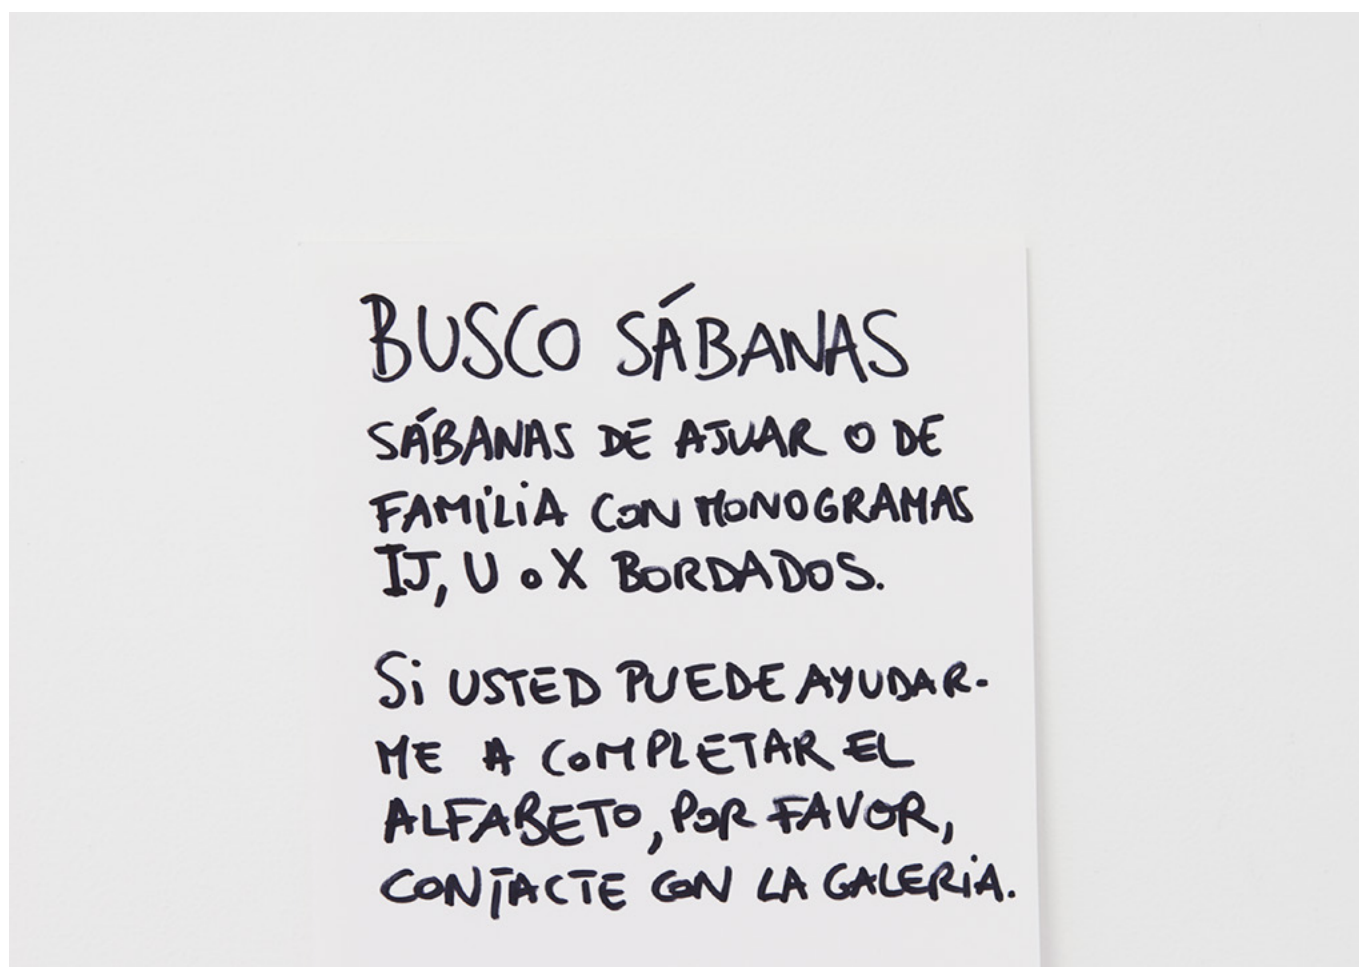 BUSCO SÁBANAS
SÁBANAS DE AJUAR O DE
FAMÍLIA CON MONOGRAMAS
IJ, U o X BORDADOS.
Si USTED PUEDE AYUDAR-
ME A COMPLETAR EL
ALFABETO, POR FAVOR,
CONTACTE CON LA GALERIA.